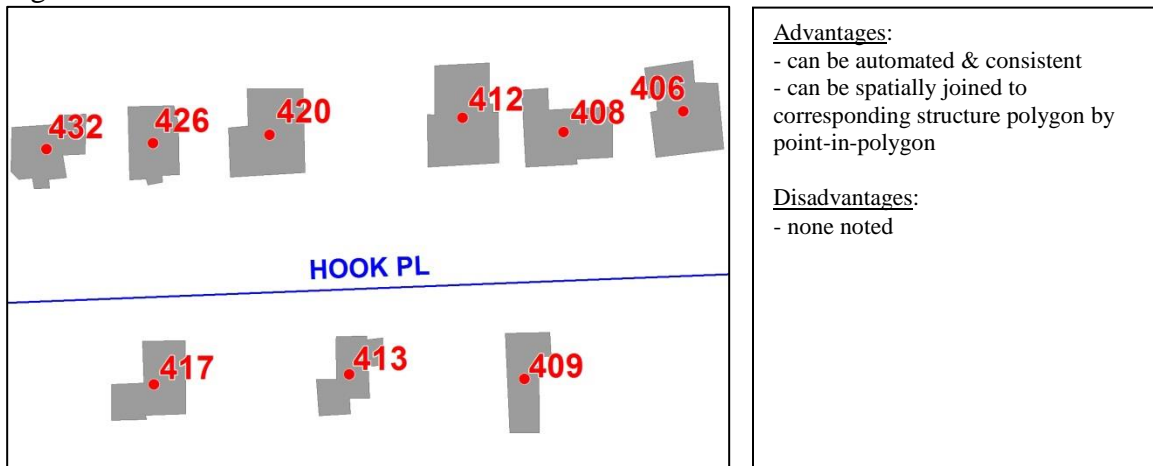 432
426
420
412
408
406
HOOK PL
417
413
409
Advantages:
- can be automated & consistent
- can be spatially joined to
corresponding structure polygon by
point-in-polygon
Disadvantages:
- none noted